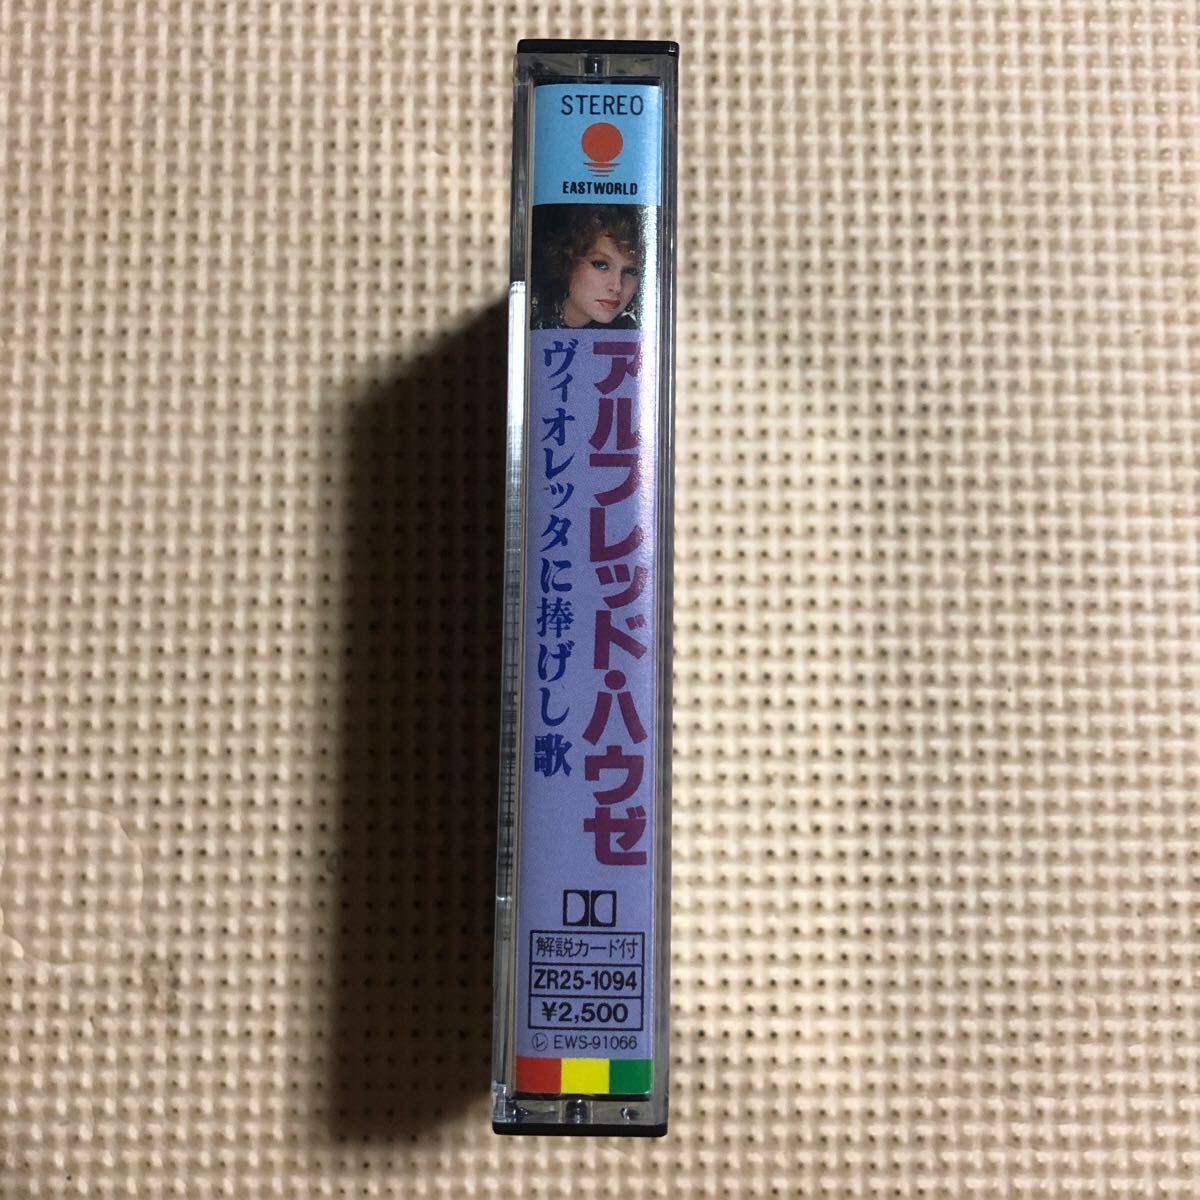 STEREO
EASTWORLD
アルフレッド・ハウゼ
ヴィオレッタに捧げし歌
解説カード付
ZR25-1094
¥2,500
Ⓛ EWS-91066